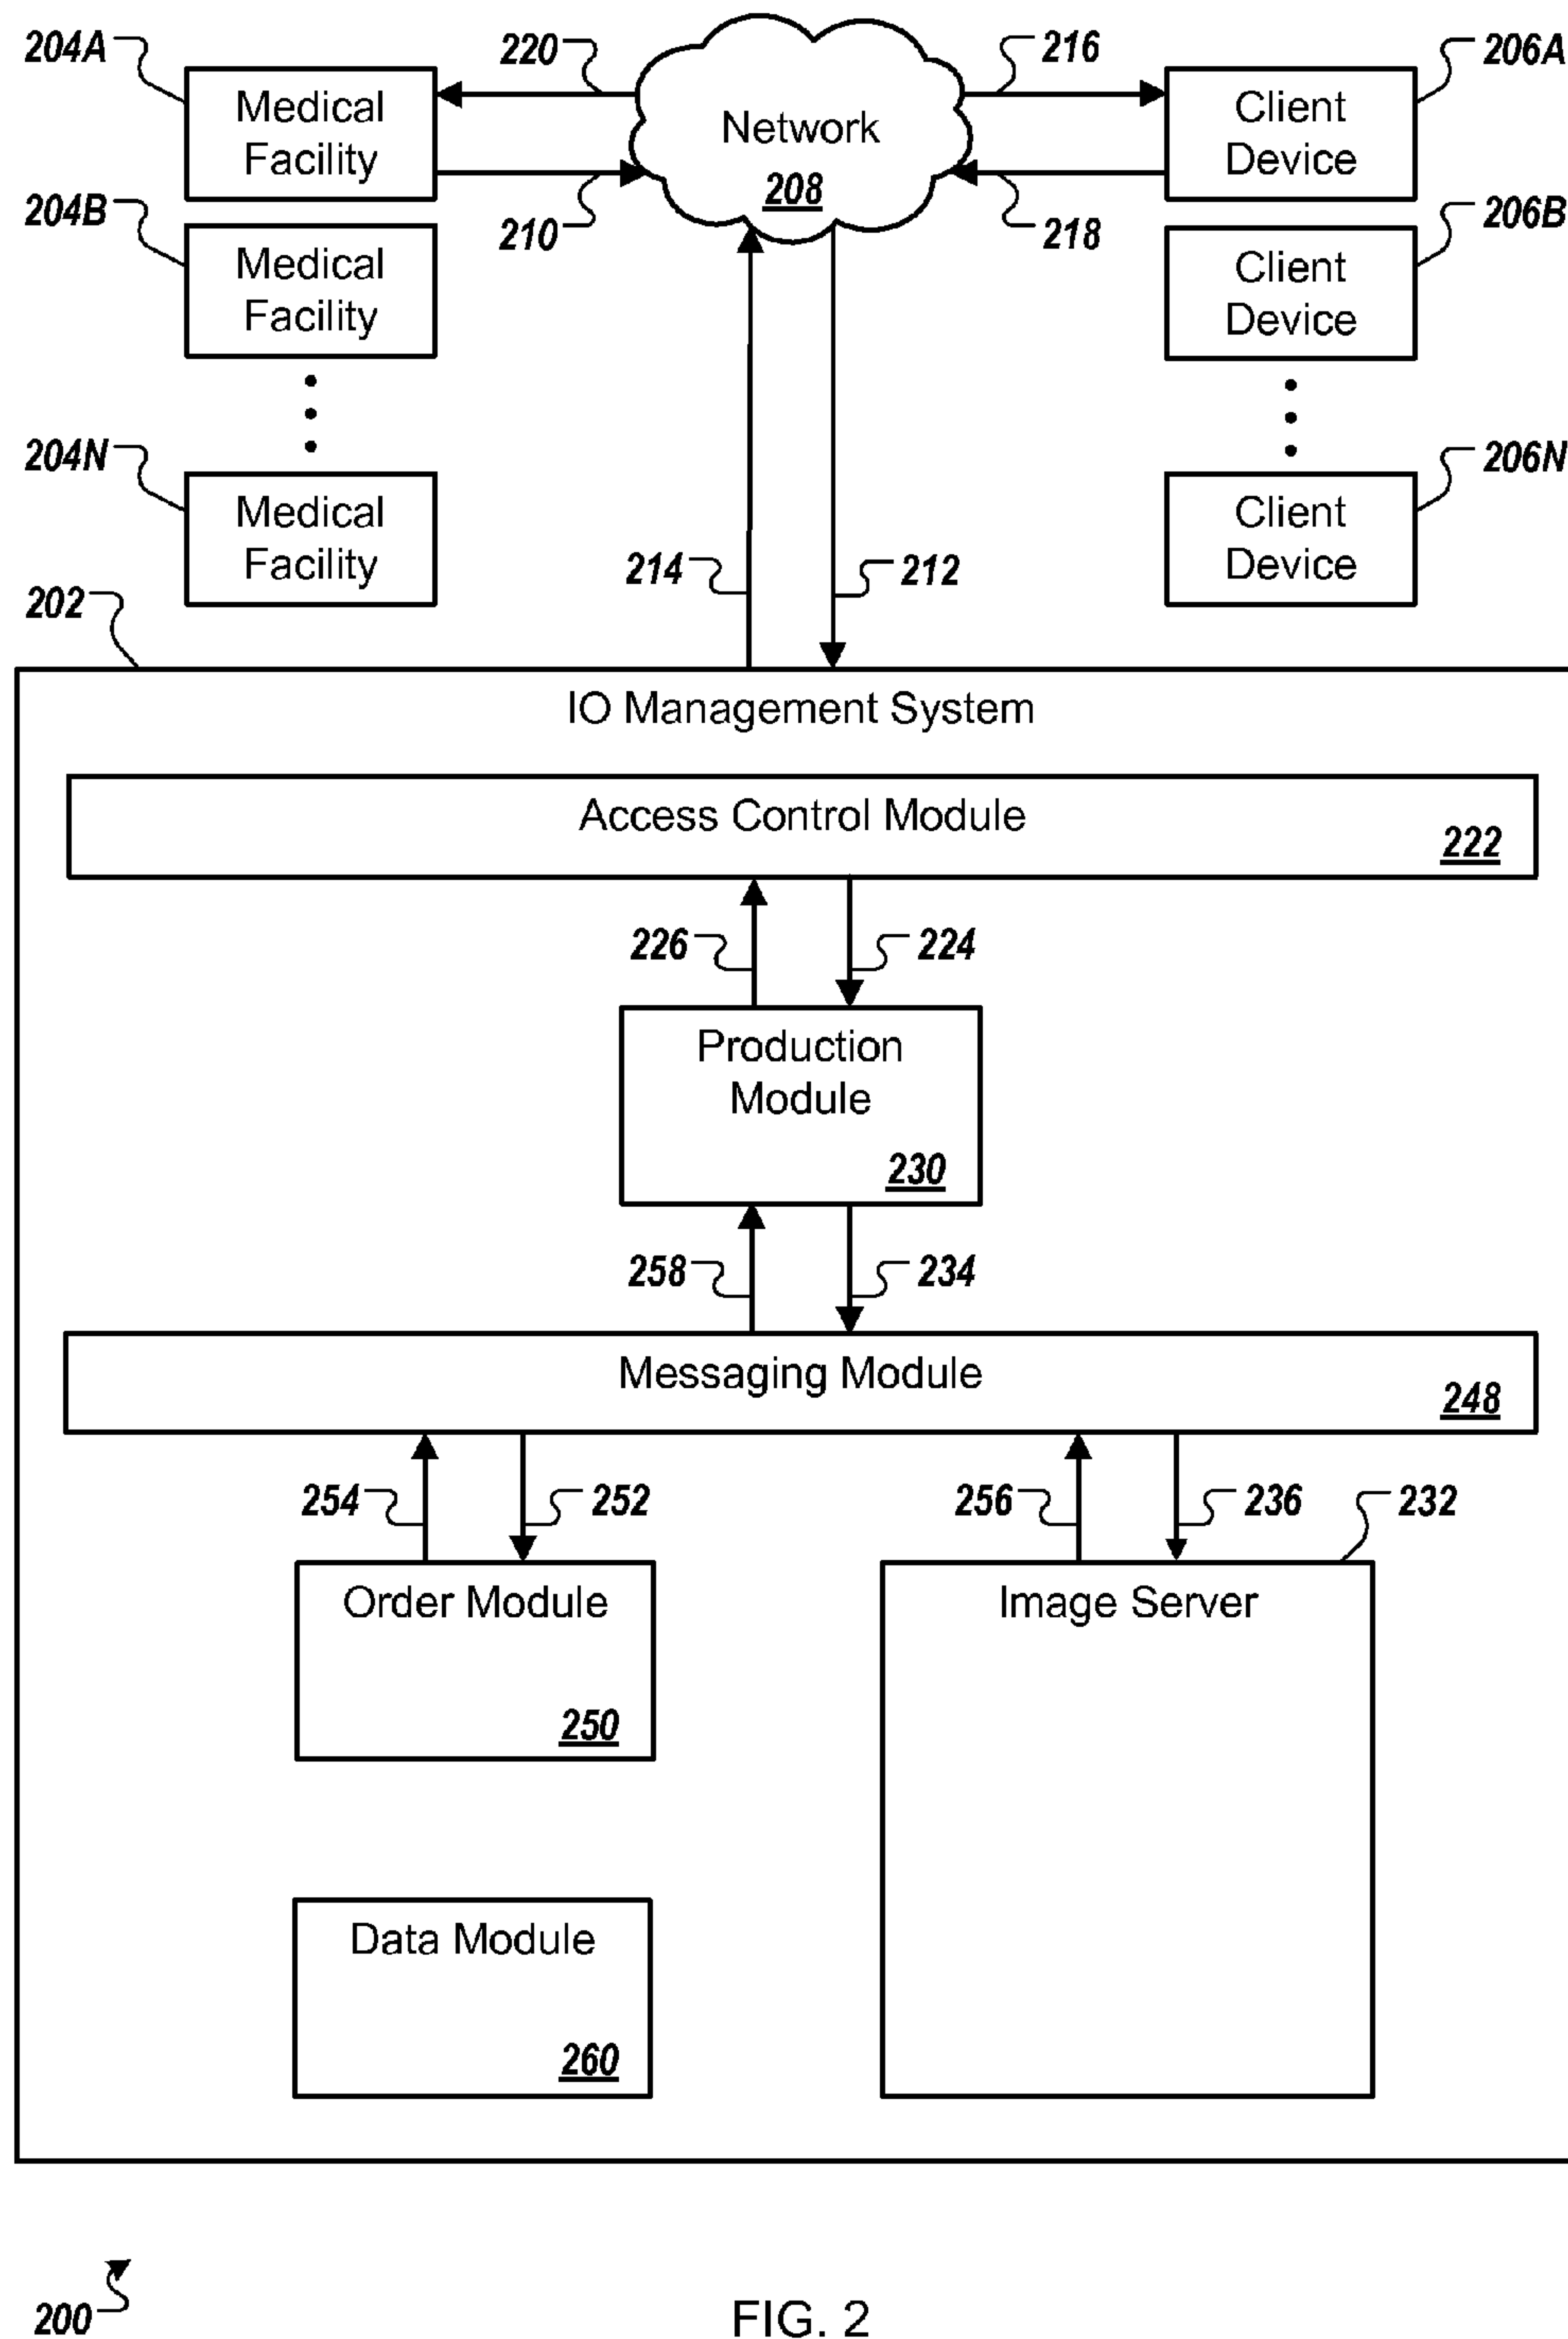 204A
220
216
206A
Medical
Facility
Network
208
Client
Device
204B
210
218
206B
Medical
Facility
Client
Device
204N
206N
Medical
Facility
Client
Device
214
212
202
IO Management System
Access Control Module
222
226
224
Production
Module
230
258
234
Messaging Module
248
254
252
256
236
232
Order Module
250
Image Server
Data Module
260
200
FIG. 2